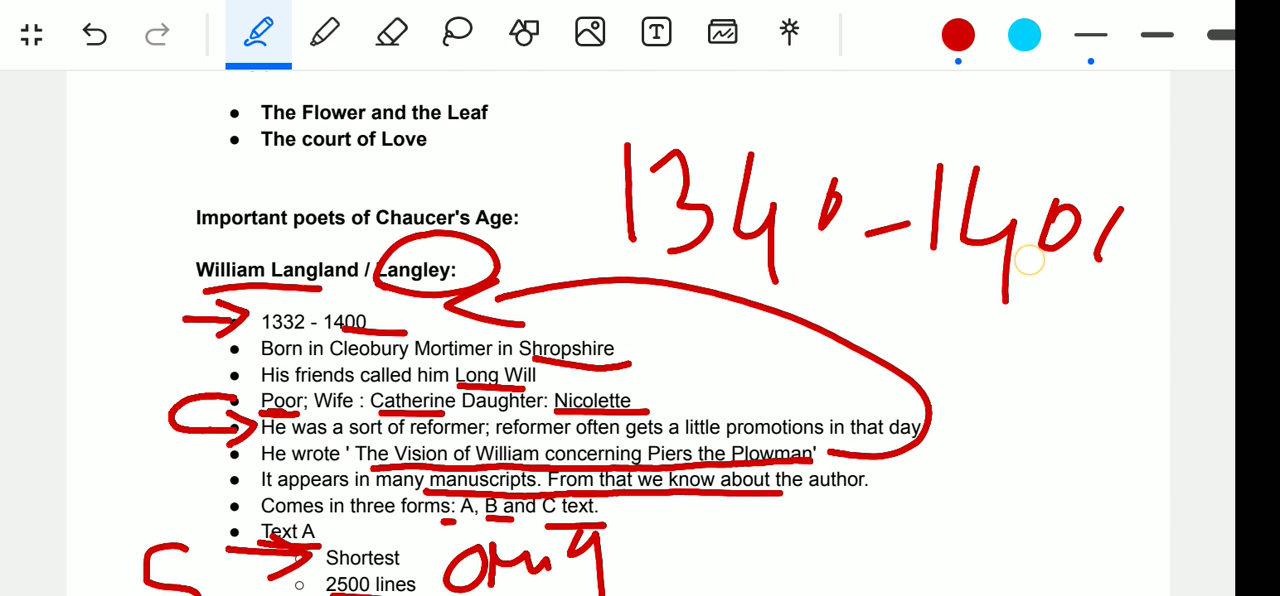 The Flower and the Leaf
The court of Love
1340-140
Important poets of Chaucer's Age:
William Langland / Langley:
1332 - 1400
Born in Cleobury Mortimer in Shropshire
His friends called him Long Will
Poor; Wife : Catherine Daughter: Nicolette
He was a sort of reformer; reformer often gets a little promotions in that day
He wrote ' The Vision of William concerning Piers the Plowman'
It appears in many manuscripts. From that we know about the author.
Comes in three forms: A, B and C text.
Text A
Shortest
2500 lines